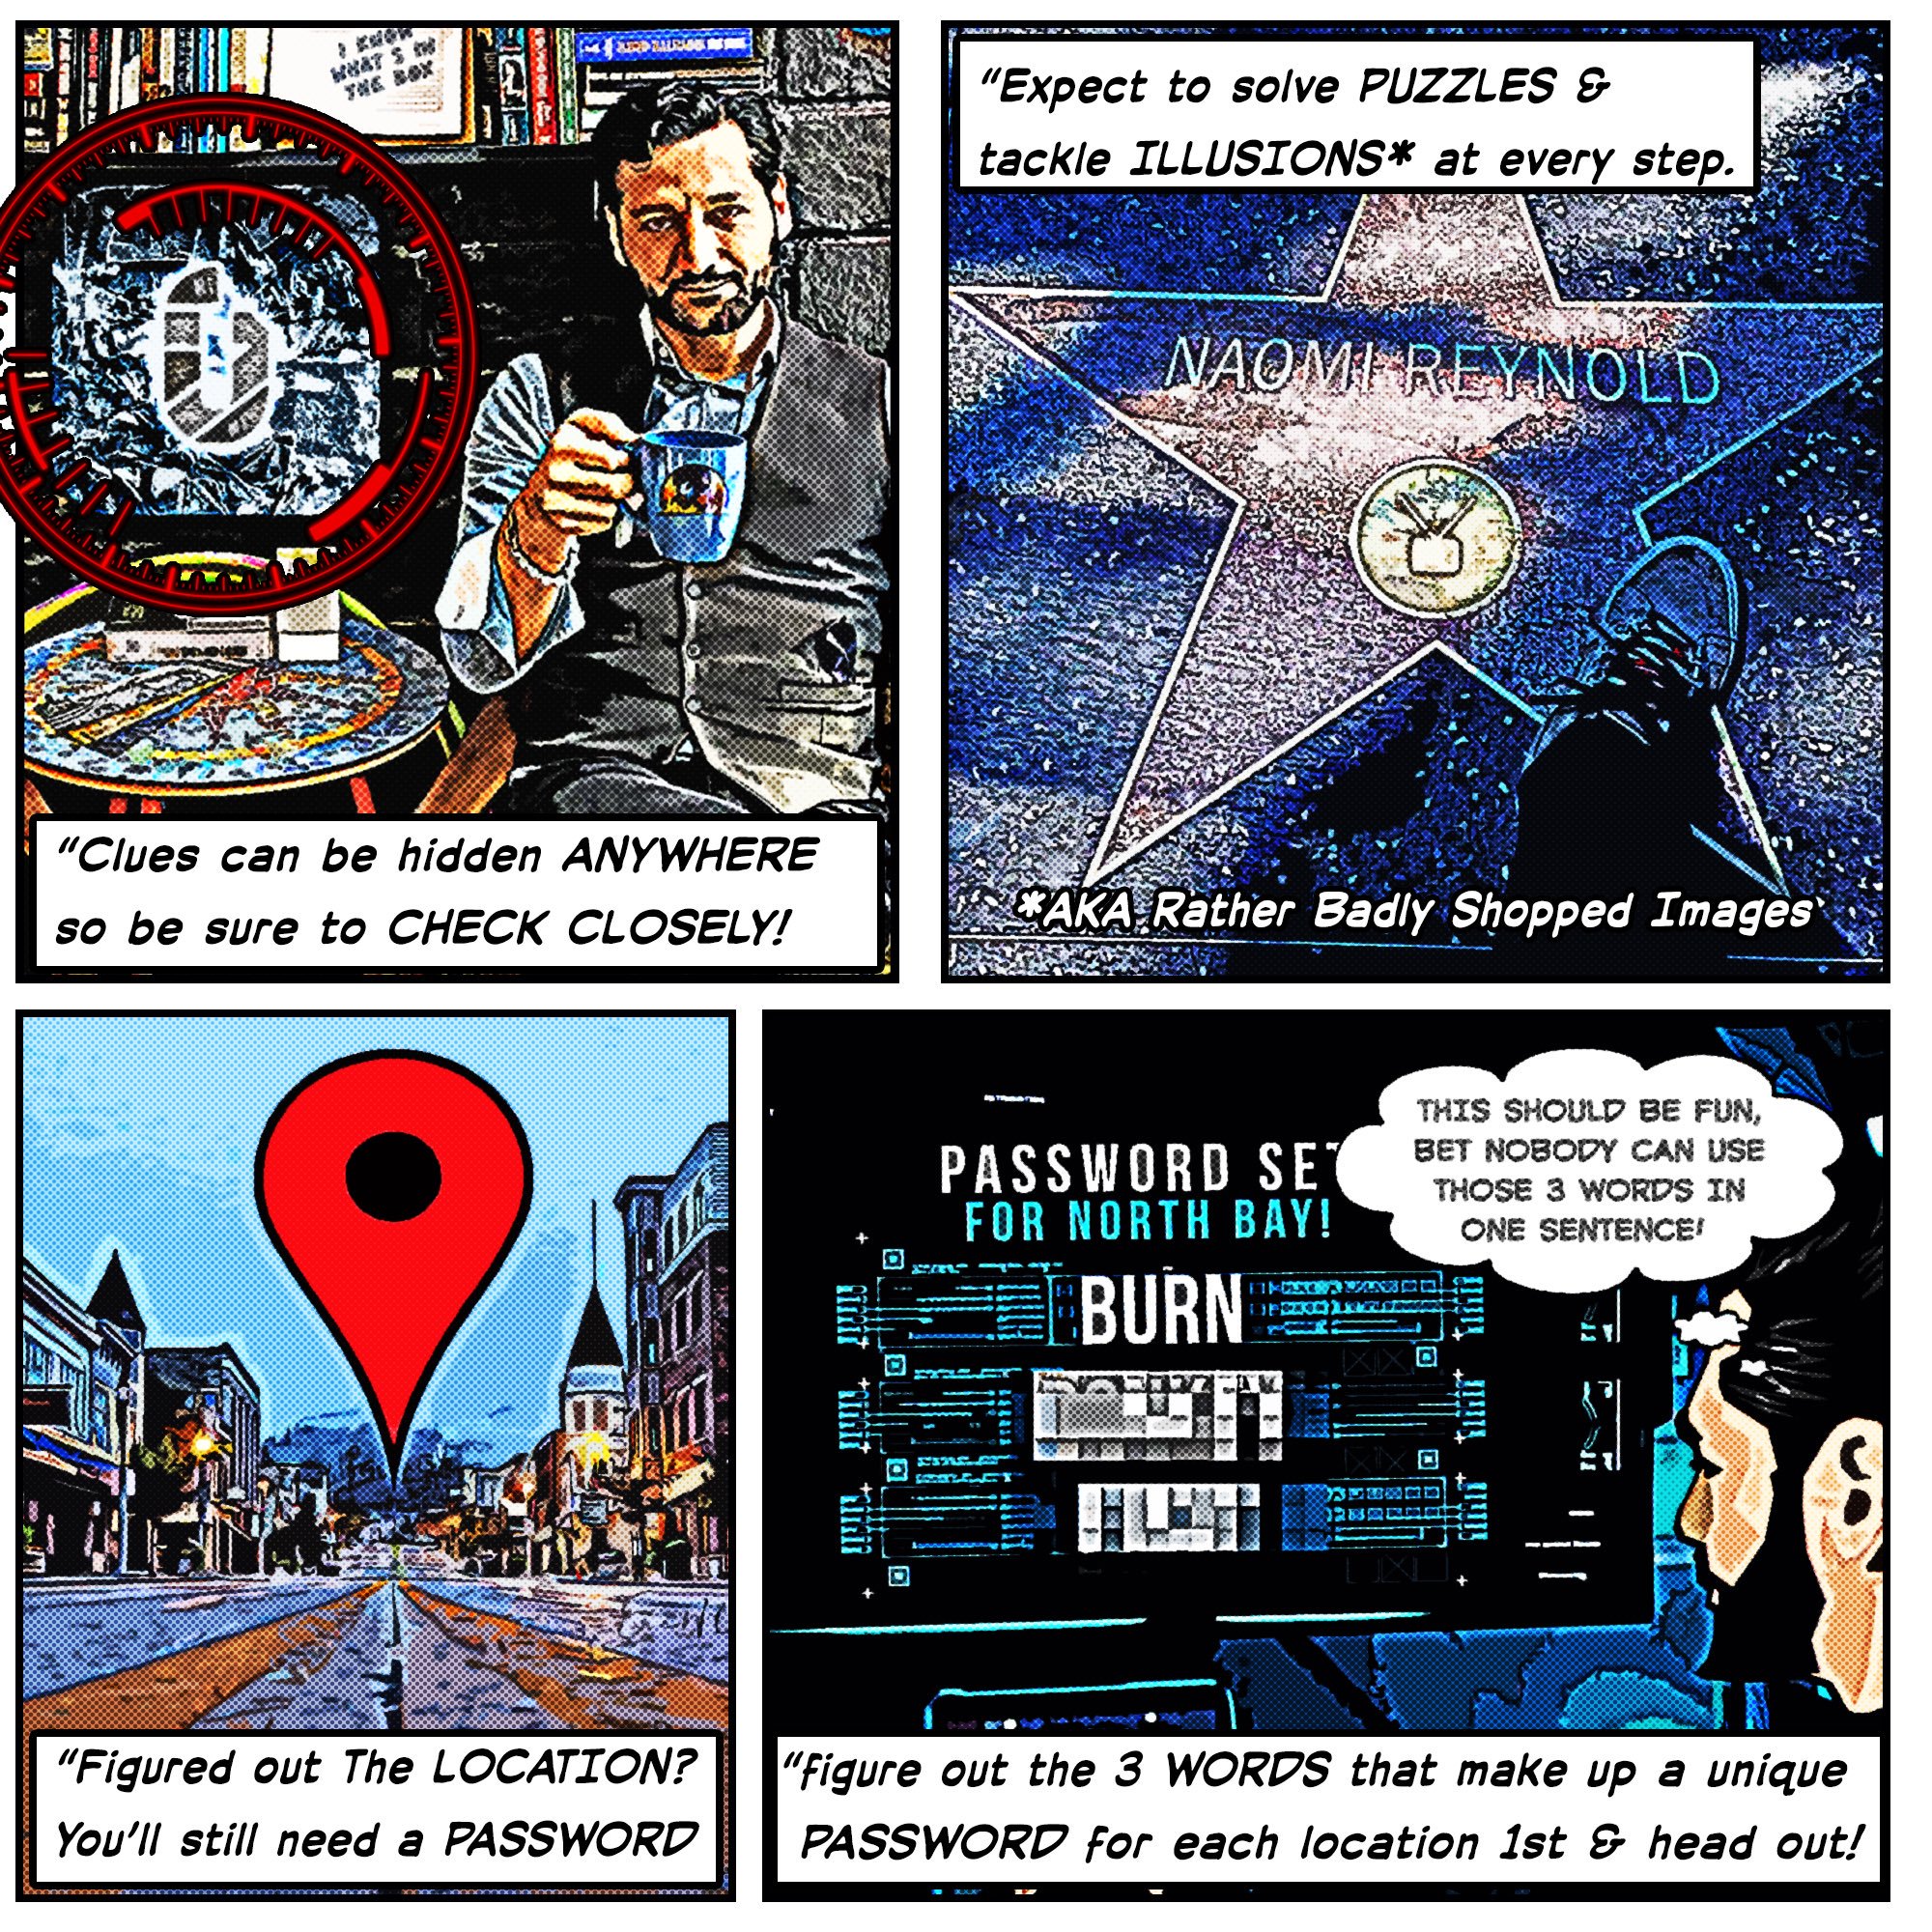 I KNOW
WHAT'S IN
THE BOX
“Clues can be hidden ANYWHERE
so be sure to CHECK CLOSELY!
“Expect to solve PUZZLES &
tackle ILLUSIONS* at every step.
NAOMI REYNOLD
*AKA Rather Badly Shopped Images
“Figured out The LOCATION?
You'll still need a PASSWORD
PASSWORD SET
FOR NORTH BAY!
BURN
THIS SHOULD BE FUN,
BET NOBODY CAN USE
THOSE 3 WORDS IN
ONE SENTENCE!
“figure out the 3 WORDS that make up a unique
PASSWORD for each location 1st & head out!